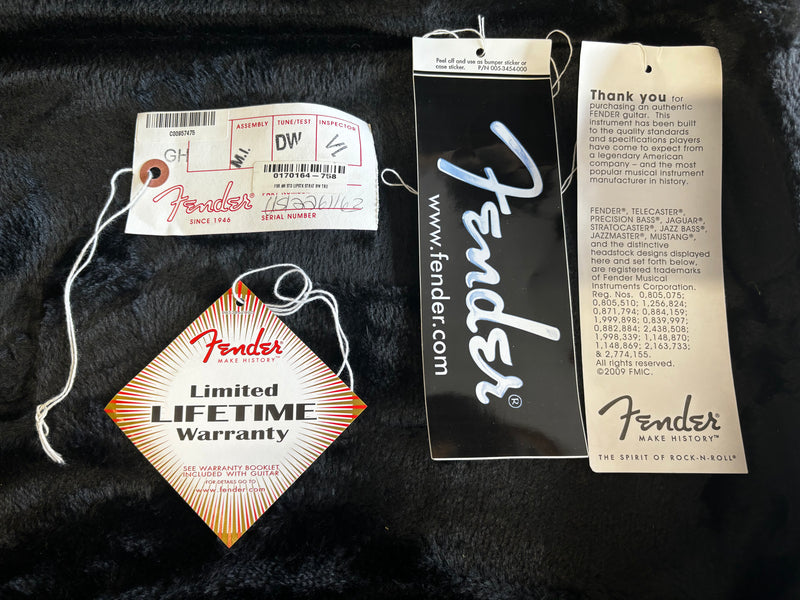 C00857475
ASSEMBLY
TUNE/TEST
INSPECTOR
GH
M.I.
DW
VI
0170164-758
Fender
SINCE 1946
SERIAL NUMBER
Fender
MAKE HISTORY™
Limited
LIFETIME
Warranty
SEE WARRANTY BOOKLET
INCLUDED WITH GUITAR
FOR DETAILS GO TO
www.fender.com
Peel off and use as bumper sticker or
case sticker. P/N 005-3454-000
Fender®
www.fender.com
Thank you for
purchasing an authentic
FENDER guitar. This
instrument has been built
to the quality standards
and specifications players
have come to expect from
a legendary American
company – and the most
popular musical instrument
manufacturer in history.
FENDER®, TELECASTER®,
PRECISION BASS®, JAGUAR®,
STRATOCASTER®, JAZZ BASS®,
JAZZMASTER®, MUSTANG®,
and the distinctive
headstock designs displayed
here and set forth below,
are registered trademarks
of Fender Musical
Instruments Corporation.
Reg. Nos. 0,805,075;
0,805,510; 1,256,824;
0,871,794; 0,884,159;
1,999,898; 0,839,997;
0,882,884; 2,438,508;
1,998,339; 1,148,870;
1,148,869; 2,163,733;
& 2,774,155.
All rights reserved.
©2009 FMIC.
Fender
MAKE HISTORY™
THE SPIRIT OF ROCK-N-ROLL®